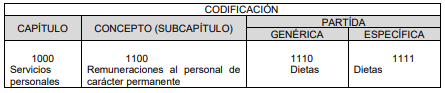 CODIFICACIÓN
CAPÍTULO CONCEPTO (SUBCAPÍTULO) PARTÍDA
GENÉRICA ESPECÍFICA
1000 1100 1110 1111
Servicios Remuneraciones al personal de Dietas Dietas
personales carácter permanente